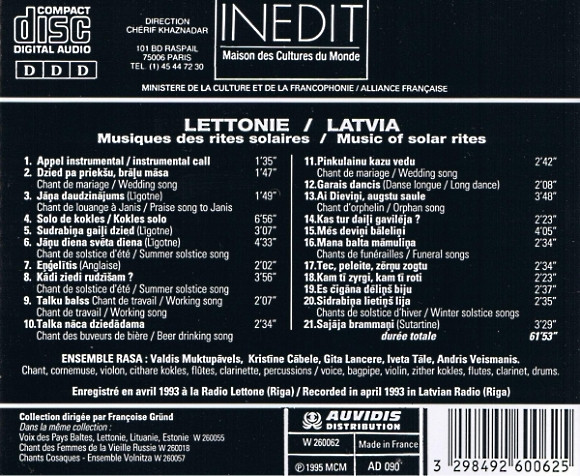 COMPACT
disc
DIGITAL AUDIO
D D D
DIRECTION
CHÉRIF KHAZNADAR
101 BD RASPAIL
75006 PARIS
TEL. (1) 45 44 72 30
INEDIT
Maison des Cultures du Monde
MINISTERE DE LA CULTURE ET DE LA FRANCOPHONIE / ALLIANCE FRANÇAISE
LETTONIE / LATVIA
Musiques des rites solaires / Music of solar rites
1. Appel instrumental / instrumental call 1'35"
2. Dzied pa priekšu, brāļu māsa 1'47"
Chant de mariage / Wedding song
3. Jāņa daudzinājums (Līgotne) 1'49"
Chant de louange à Janis / Praise song to Janis
4. Solo de kokles / Kokles solo 6'56"
5. Sudrabiņa gaiļi dzied (Līgotne) 3'07"
6. Jāņu diena svēta diena (Līgotne) 4'33"
Chant de solstice d'été / Summer solstice song
7. Eņģelītis (Anglaise) 2'02"
8. Kādi ziedi rudzīšam ? 3'56"
Chant de solstice d'été / Summer solstice song
9. Talku balss Chant de travail / Working song 2'07"
Chant de travail / Working song
10. Talka nāca dziedādama 2'34"
Chant des buveurs de bière / Beer drinking song
11. Pinkulainu kazu vedu 2'42"
Chant de mariage / Wedding song
12. Garais dancis (Danse longue / Long dance) 2'08"
13. Ai Dieviņi, augstu saule 3'48"
Chant d'orphelin / Orphan song
14. Kas tur daiļi gavilēja ? 2'23"
15. Mēs deviņi bāleliņi 4'05"
16. Mana balta māmuliņa 2'34"
Chants de funérailles / Funeral songs
17. Tec, peleite, zērņu zogtu 2'34"
18. Kam tī zyrgi, kam tī roti 2'23"
19. Es cīgāna dēliņš biju 2'37"
20. Sidrabiņa lietiņš lija 2'35"
Chants de solstice d'hiver / Winter solstice songs
21. Sajāja brammaņi (Sutartine) 3'29"
durée totale 61'53"
ENSEMBLE RASA : Valdis Muktupāvels, Kristīne Cābele, Gita Lancere, Iveta Tāle, Andris Veismanis.
Chant, cornemuse, violon, cithare kokles, flûtes, clarinette, percussions / voice, bagpipe, violin, zither kokles, flutes, clarinet, drums.
Enregistré en avril 1993 à la Radio Lettone (Riga) / Recorded in april 1993 in Latvian Radio (Riga)
Collection dirigée par Françoise Gründ
Dans la même collection :
Voix des Pays Baltes, Lettonie, Lituanie, Estonie W 260055
Chant des Femmes de la Vieille Russie W 260018
Chants Cosaques - Ensemble Volnitza W 260057
AUVIDIS
DISTRIBUTION
W 260062
Made in France
℗ 1995 MCM
AD 090
3 298492 600625